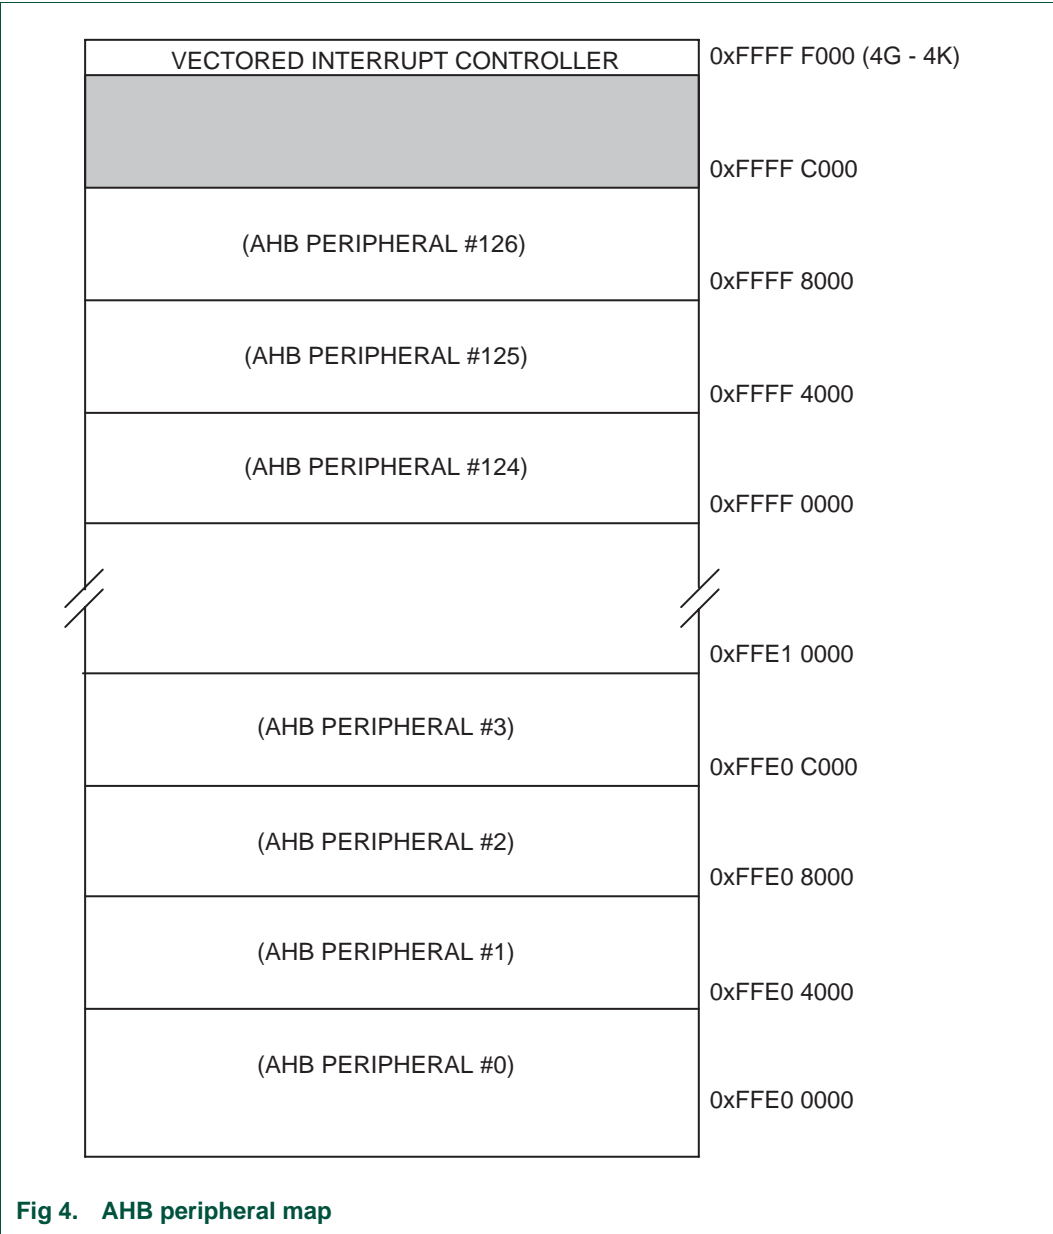 VECTORED INTERRUPT CONTROLLER
0xFFFF F000 (4G - 4K)
0xFFFF C000
(AHB PERIPHERAL #126)
0xFFFF 8000
(AHB PERIPHERAL #125)
0xFFFF 4000
(AHB PERIPHERAL #124)
0xFFFF 0000
0xFFE1 0000
(AHB PERIPHERAL #3)
0xFFE0 C000
(AHB PERIPHERAL #2)
0xFFE0 8000
(AHB PERIPHERAL #1)
0xFFE0 4000
(AHB PERIPHERAL #0)
0xFFE0 0000
Fig 4. AHB peripheral map